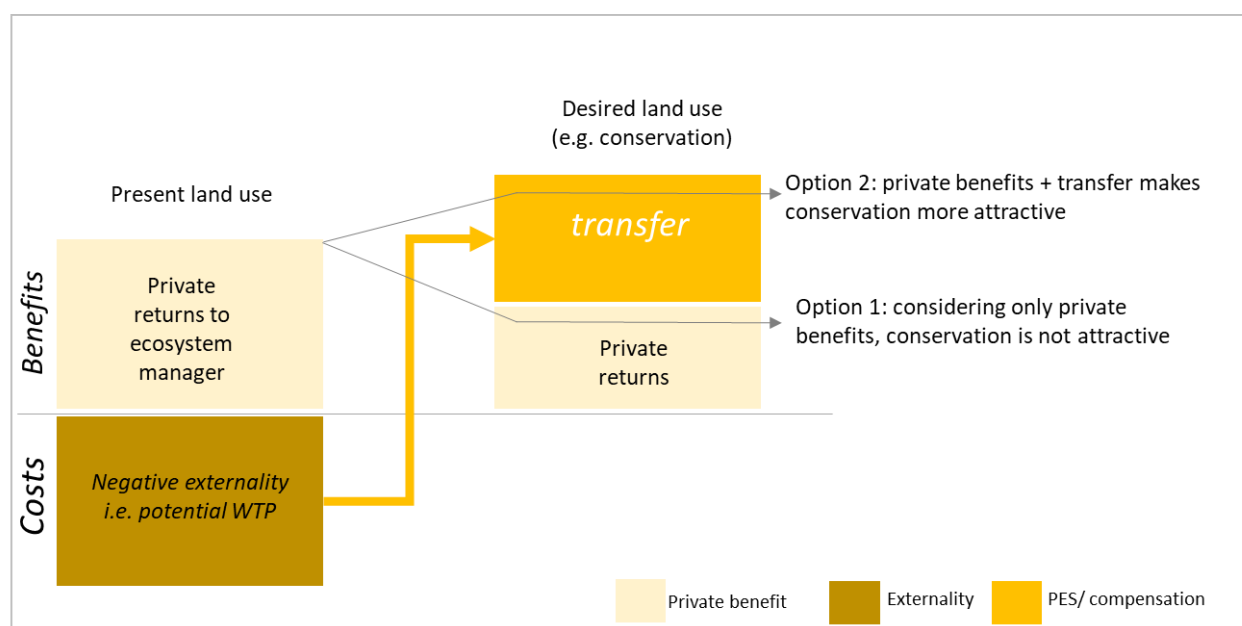 Desired land use
(e.g. conservation)
Present land use
Option 2: private benefits + transfer makes
conservation more attractive
transfer
Benefits
Private
returns to
ecosystem
manager
Option 1: considering only private
benefits, conservation is not attractive
Private
returns
Costs
Negative externality
i.e. potential WTP
Private benefit
Externality
PES/ compensation